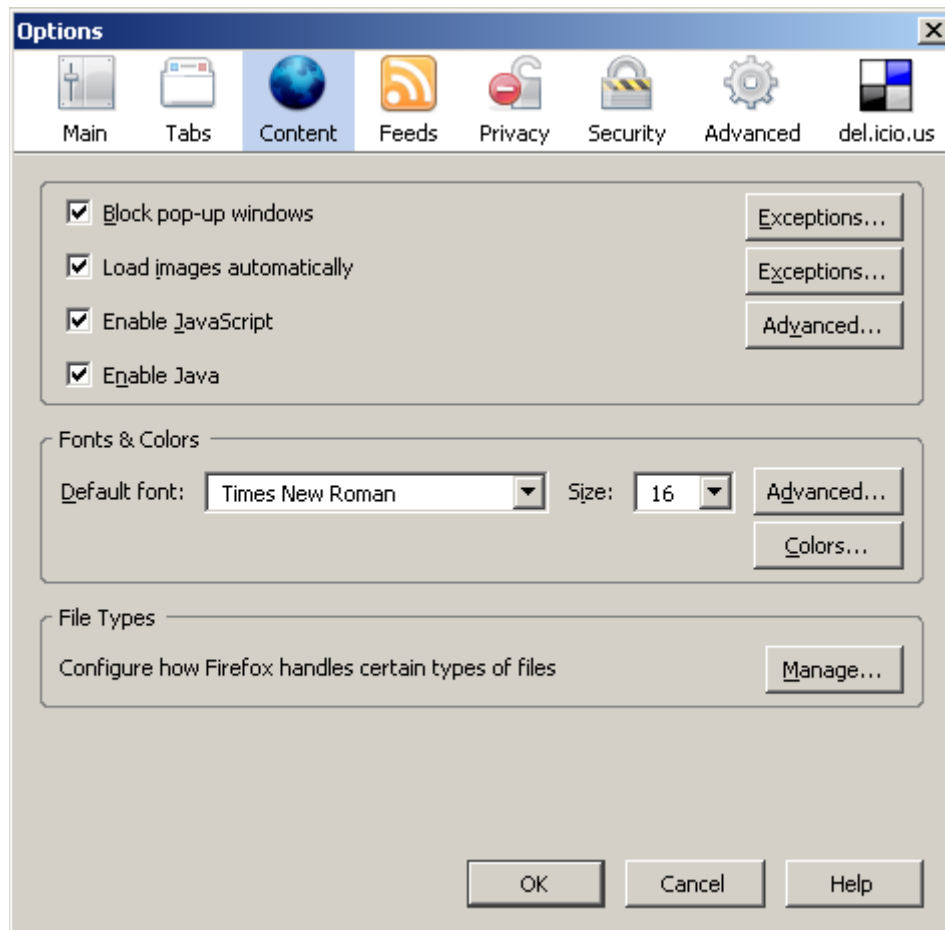 Options
Main Tabs Content Feeds Privacy Security Advanced del.icio.us
Block pop-up windows Exceptions...
Load images automatically Exceptions...
Enable JavaScript Advanced...
Enable Java
Fonts & Colors
Default font: Times New Roman Size: 16 Advanced...
Colors...
File Types
Configure how Firefox handles certain types of files Manage...
OK Cancel Help